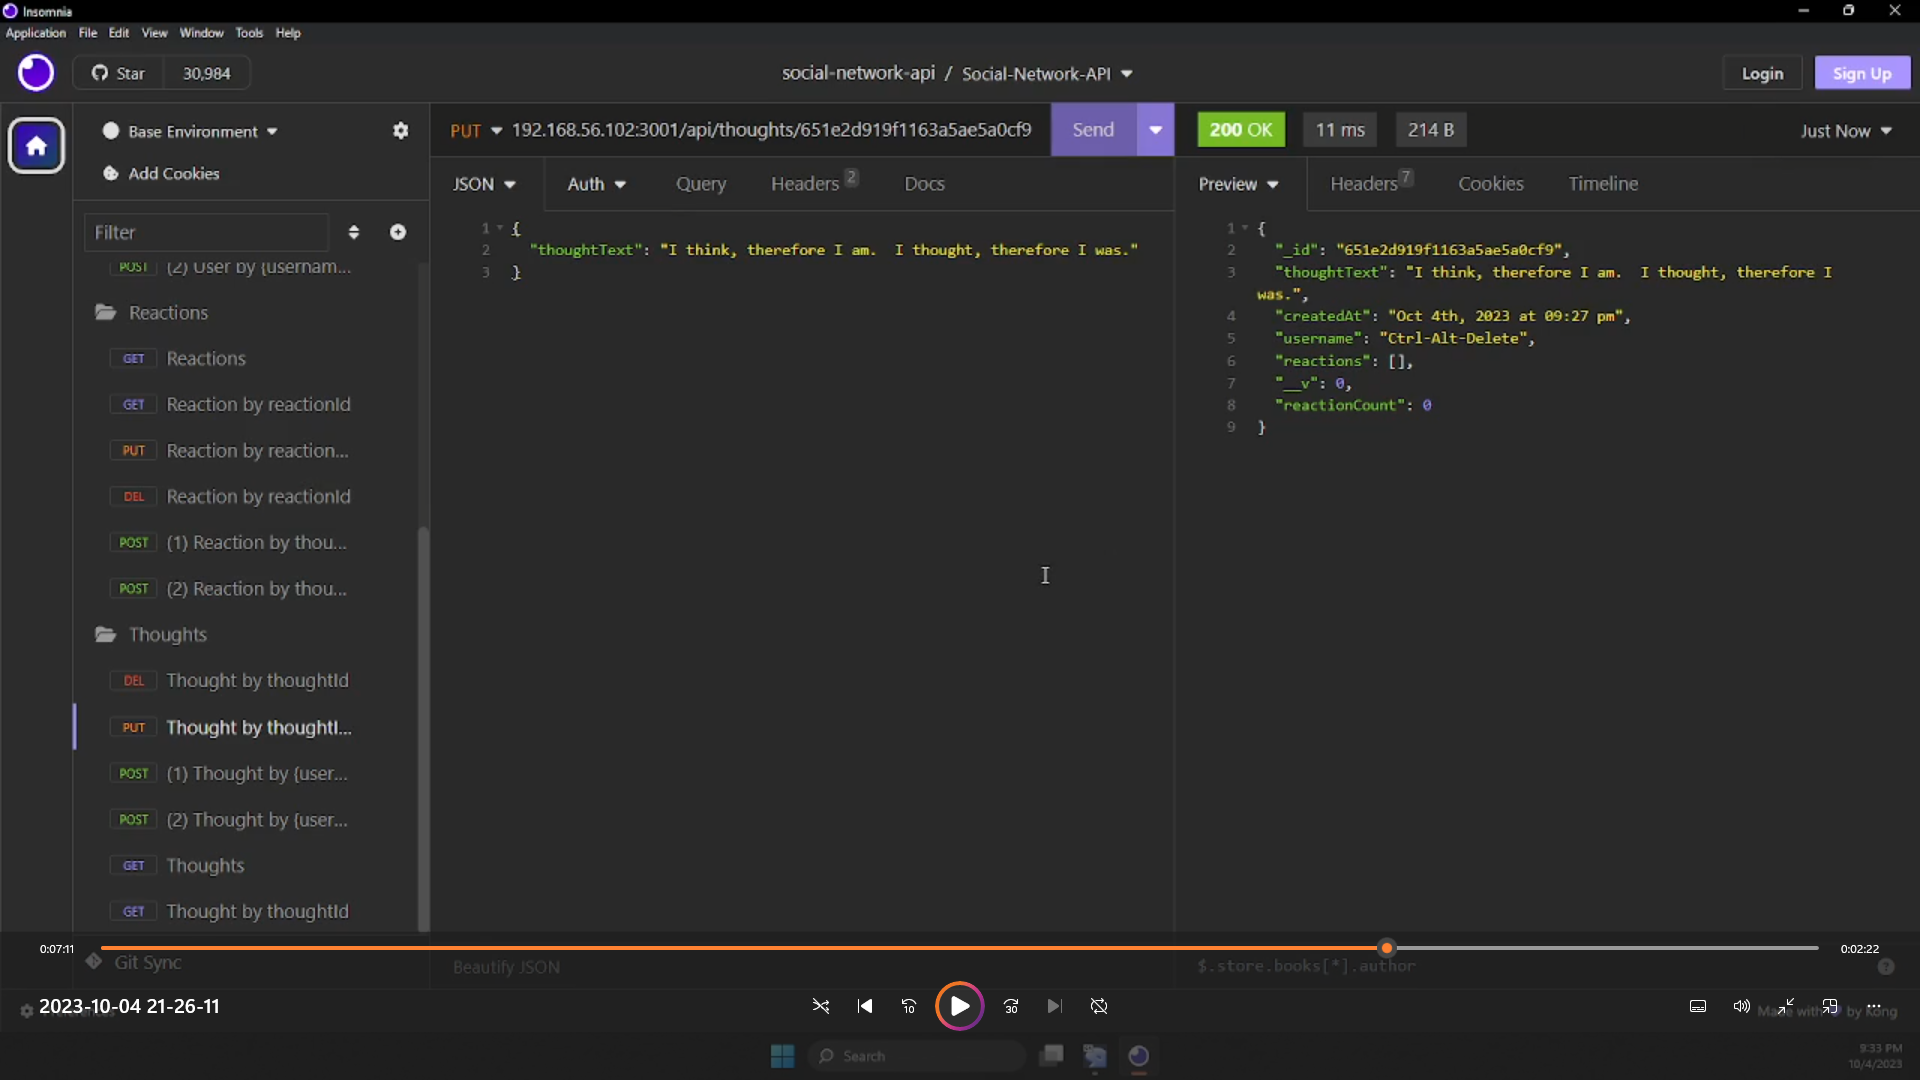 Insomnia
Application File Edit View Window Tools Help
Star 30,984
social-network-api / Social-Network-API
Login Sign Up
Base Environment
Add Cookies
Filter
POST (2) User by {usernam...
Reactions
GET Reactions
GET Reaction by reactionId
PUT Reaction by reaction...
DEL Reaction by reactionId
POST (1) Reaction by thou...
POST (2) Reaction by thou...
Thoughts
DEL Thought by thoughtId
PUT Thought by thoughtI...
POST (1) Thought by {user...
POST (2) Thought by {user...
GET Thoughts
GET Thought by thoughtId
Git Sync
PUT 192.168.56.102:3001/api/thoughts/651e2d919f1163a5ae5a0cf9 Send
JSON Auth Query Headers 2 Docs
1 {
2 "thoughtText": "I think, therefore I am.  I thought, therefore I was."
3 }
Beautify JSON
200 OK 11 ms 214 B Just Now
Preview Headers 7 Cookies Timeline
1 {
2 "_id": "651e2d919f1163a5ae5a0cf9",
3 "thoughtText": "I think, therefore I am.  I thought, therefore I
was.",
4 "createdAt": "Oct 4th, 2023 at 09:27 pm",
5 "username": "Ctrl-Alt-Delete",
6 "reactions": [],
7 "__v": 0,
8 "reactionCount": 0
9 }
$.store.books[*].author
0:07:11 0:02:22
2023-10-04 21-26-11
10 30
Made with by Kong
Search
9:33 PM
10/4/2023